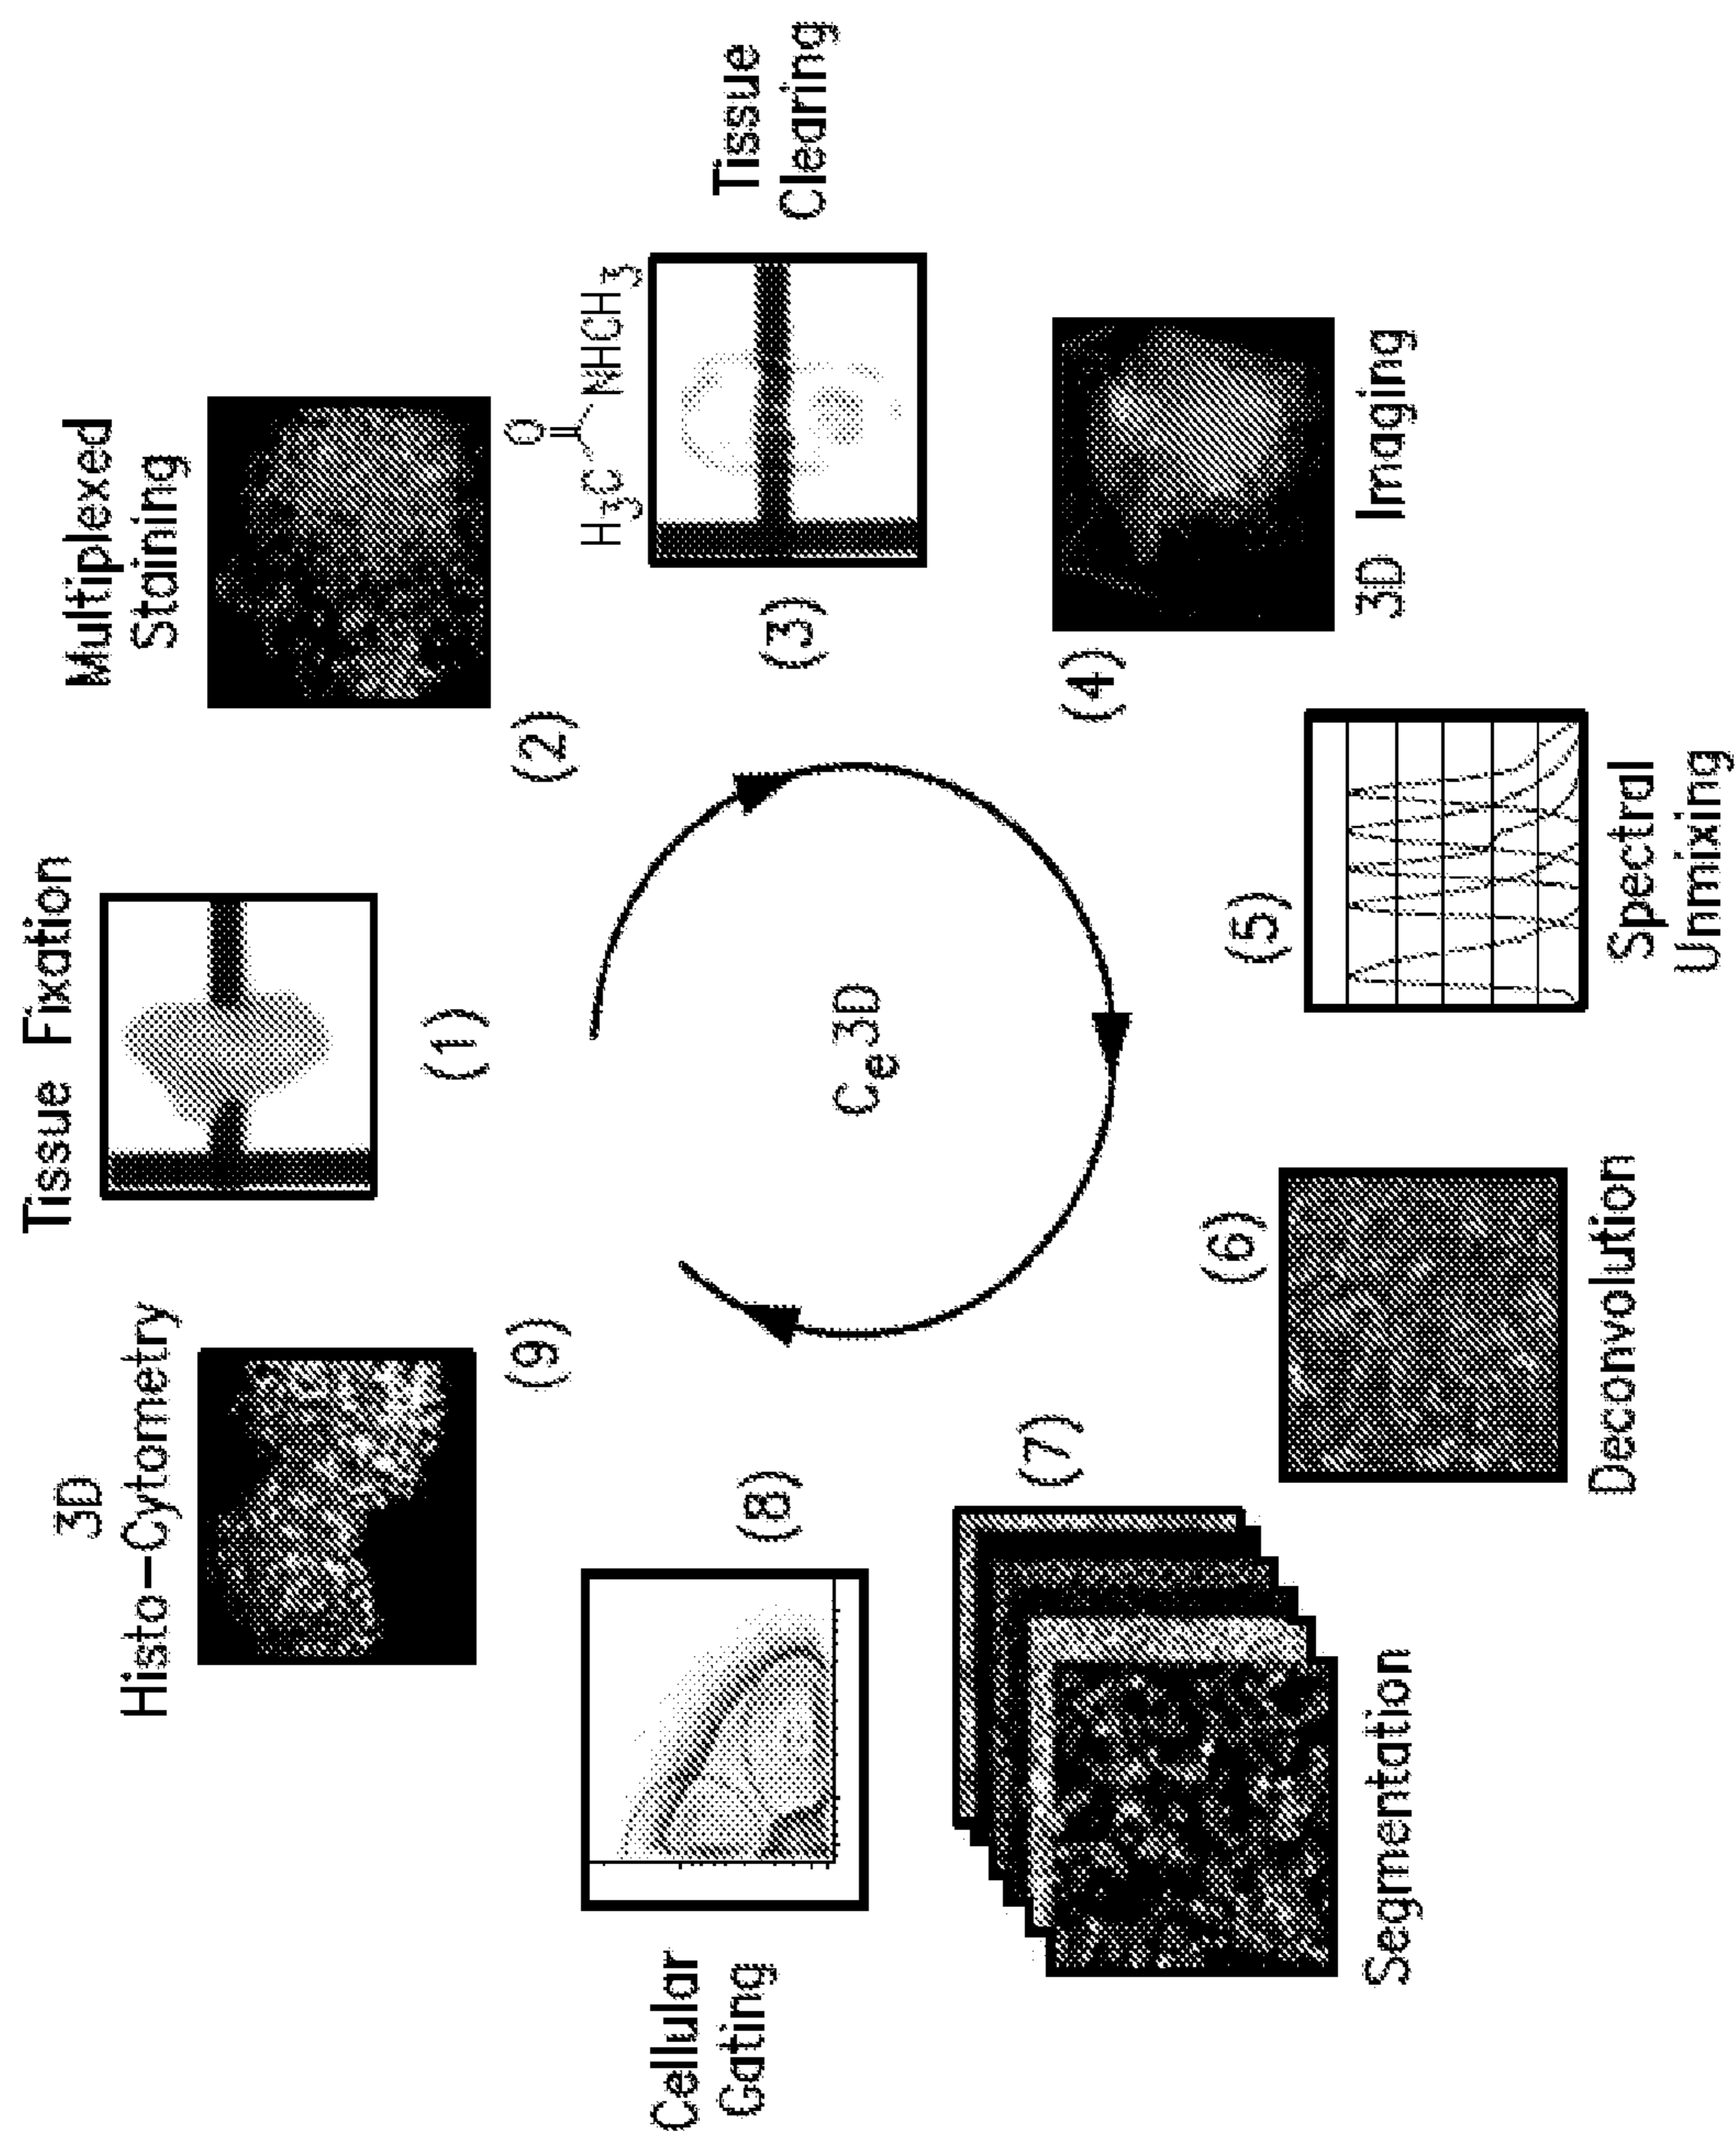 Tissue Fixation
(1)
Multiplexed
Staining
(2)
O
H₃C NHCH₃
(3)
Tissue
Clearing
(4)
3D Imaging
(5)
Spectral
Unmixing
(6)
Deconvolution
(7)
Segmentation
(8)
Cellular
Gating
(9)
3D
Histo-Cytometry
Cₑ3D